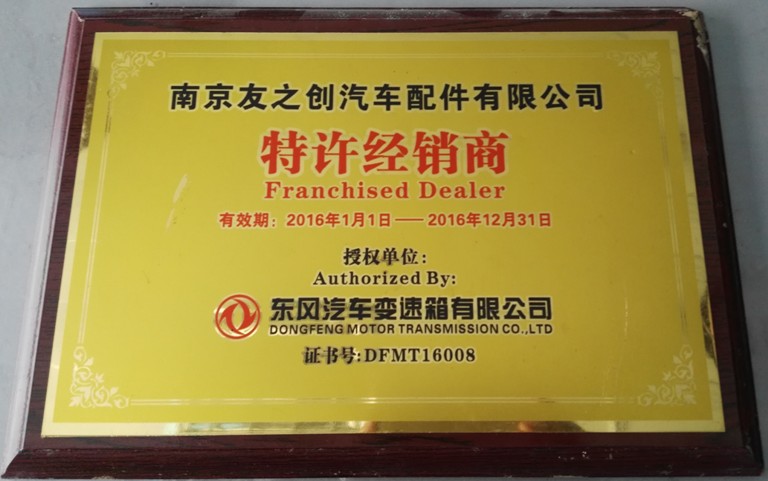 南京友之创汽车配件有限公司
特许经销商
Franchised Dealer
有效期：2016年1月1日——2016年12月31日
授权单位：
Authorized By:
东风汽车变速箱有限公司
DONGFENG MOTOR TRANSMISSION CO.,LTD
证书号:DFMT16008